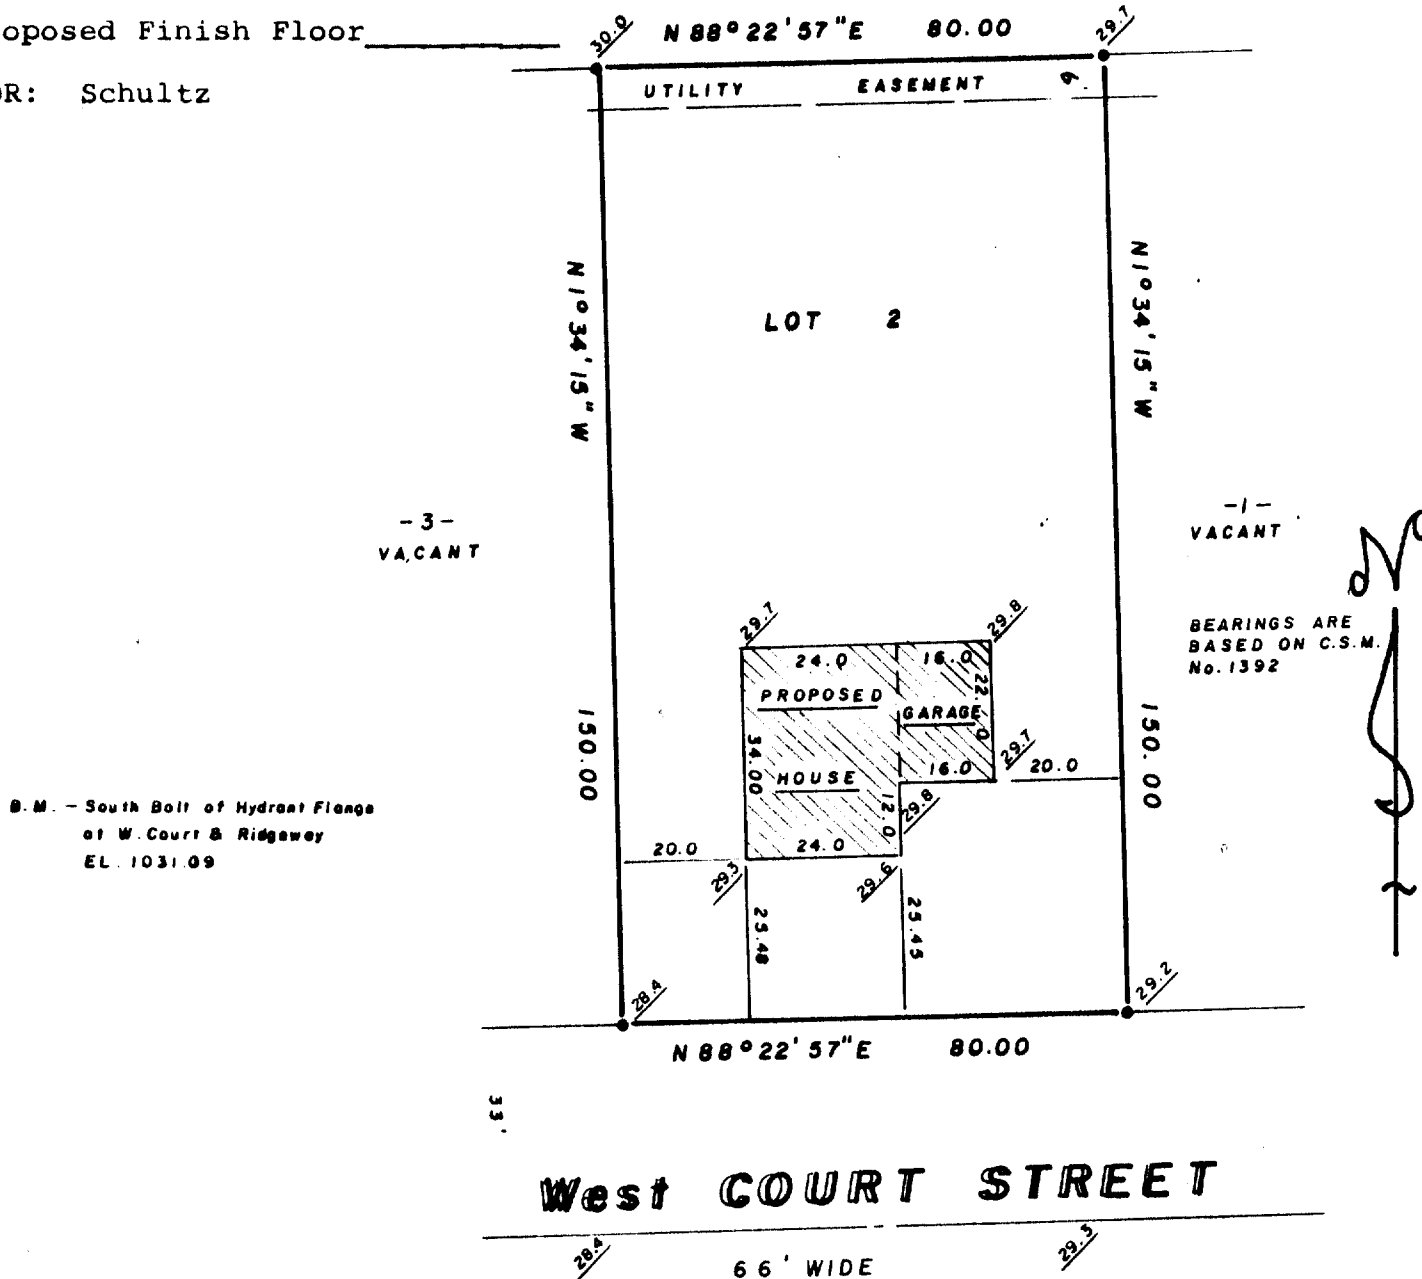 oposed Finish Floor
OR: Schultz
30.0
N 88° 22' 57" E 80.00
29.7
UTILITY EASEMENT 6'
N 1° 34' 15" W
N 1° 34' 15" W
LOT 2
-3-
VACANT
-1-
VACANT
BEARINGS ARE
BASED ON C.S.M.
No. 1392
N
29.7
29.8
24.0
16.0
22.0
PROPOSED
GARAGE
34.00
HOUSE
16.0
29.7
20.0
12.0
29.8
24.0
20.0
29.3
29.6
150.00
150.00
B.M. - South Bolt of Hydrant Flange
at W. Court & Ridgeway
EL. 1031.09
25.48
25.45
28.4
29.2
N 88° 22' 57" E 80.00
33'
West COURT STREET
28.4
66' WIDE
29.3